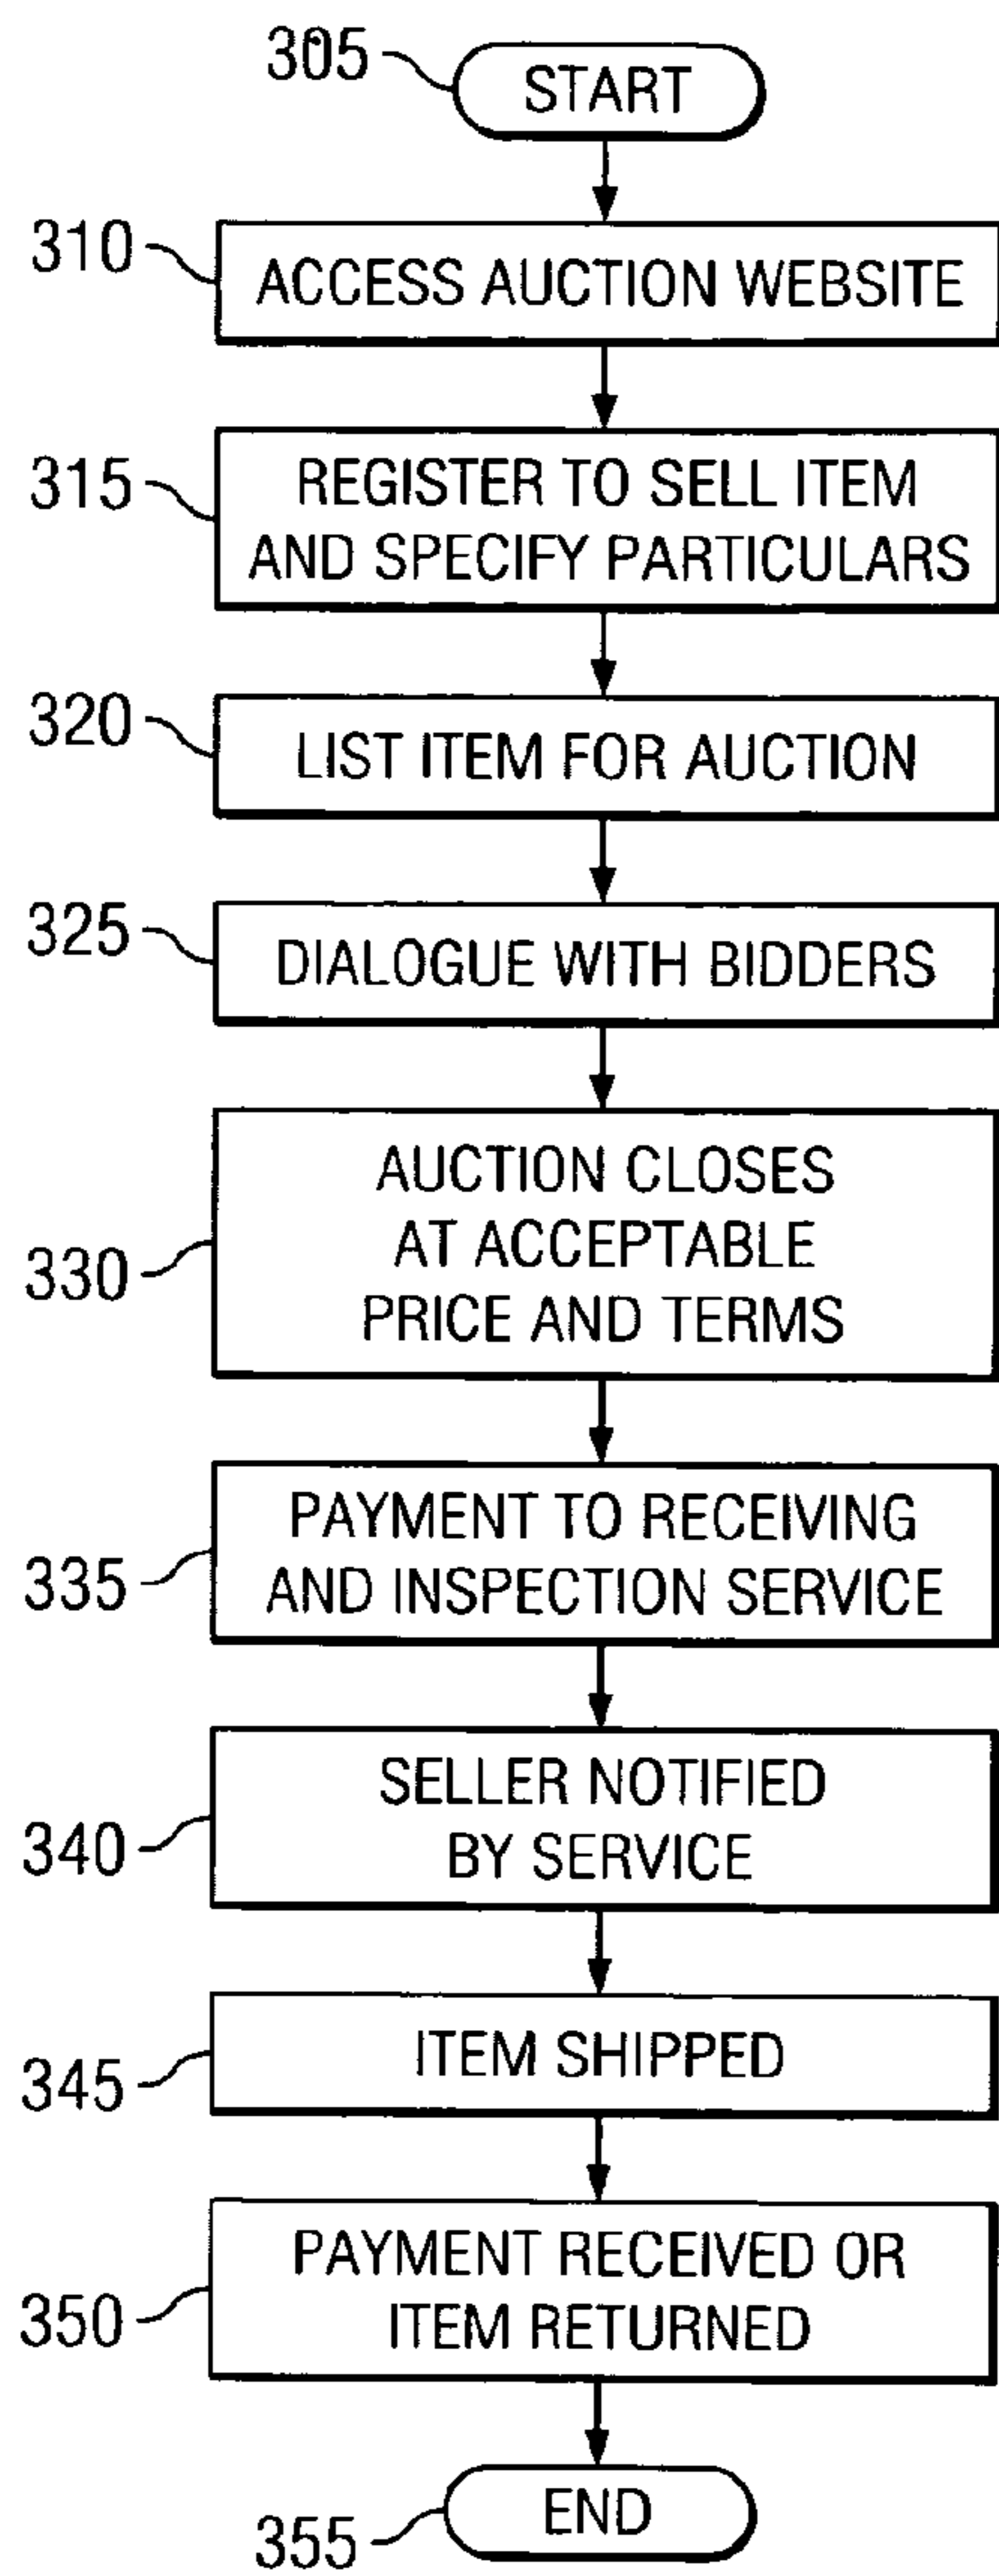 305
START
310
ACCESS AUCTION WEBSITE
315
REGISTER TO SELL ITEM
AND SPECIFY PARTICULARS
320
LIST ITEM FOR AUCTION
325
DIALOGUE WITH BIDDERS
330
AUCTION CLOSES
AT ACCEPTABLE
PRICE AND TERMS
335
PAYMENT TO RECEIVING
AND INSPECTION SERVICE
340
SELLER NOTIFIED
BY SERVICE
345
ITEM SHIPPED
350
PAYMENT RECEIVED OR
ITEM RETURNED
355
END